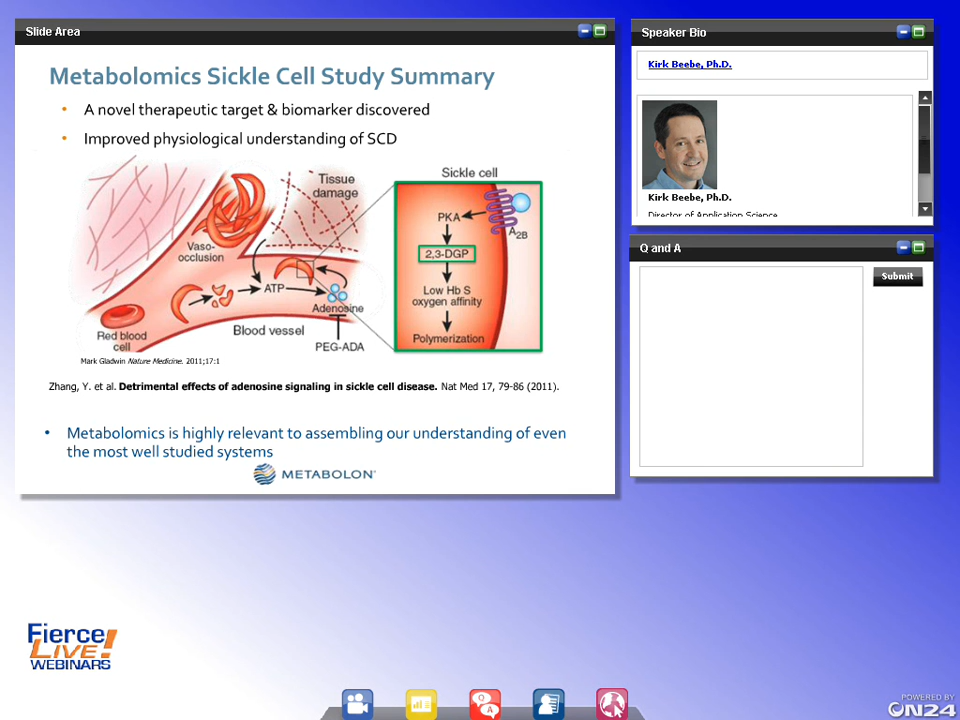 Slide Area
Metabolomics Sickle Cell Study Summary
• A novel therapeutic target & biomarker discovered
• Improved physiological understanding of SCD
Sickle cell
Tissue
damage
PKA
A2B
Vaso-
occlusion
2,3-DGP
ATP
Low Hb S
oxygen affinity
Adenosine
Red blood
cell
Blood vessel
PEG-ADA
Polymerization
Mark Gladwin Nature Medicine. 2011;17:1
Zhang, Y. et al. Detrimental effects of adenosine signaling in sickle cell disease. Nat Med 17, 79-86 (2011).
• Metabolomics is highly relevant to assembling our understanding of even
the most well studied systems
METABOLON
Speaker Bio
Kirk Beebe, Ph.D.
Kirk Beebe, Ph.D.
Director of Application Science
Q and A
Submit
Fierce
LIVE!
WEBINARS
Q
A
POWERED BY
ON24